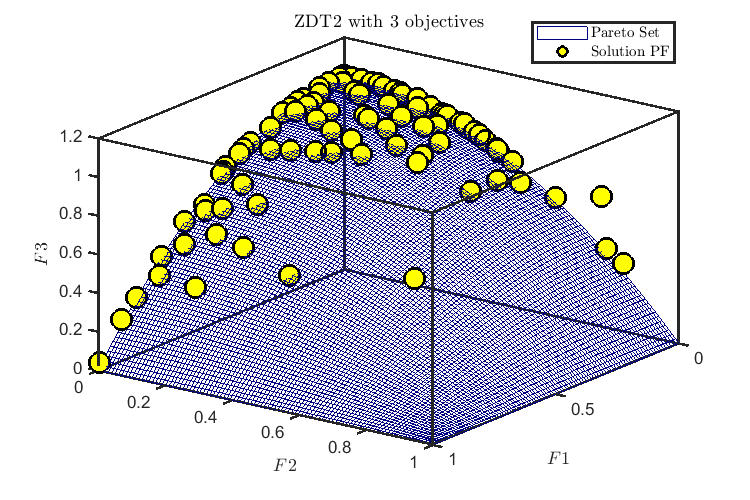 ZDT2 with 3 objectives
Pareto Set
Solution PF
1.2
1
0.8
0.6
0.4
0.2
0
F3
0
0.2
0.4
0.6
0.8
1
F2
1
0.5
0
F1